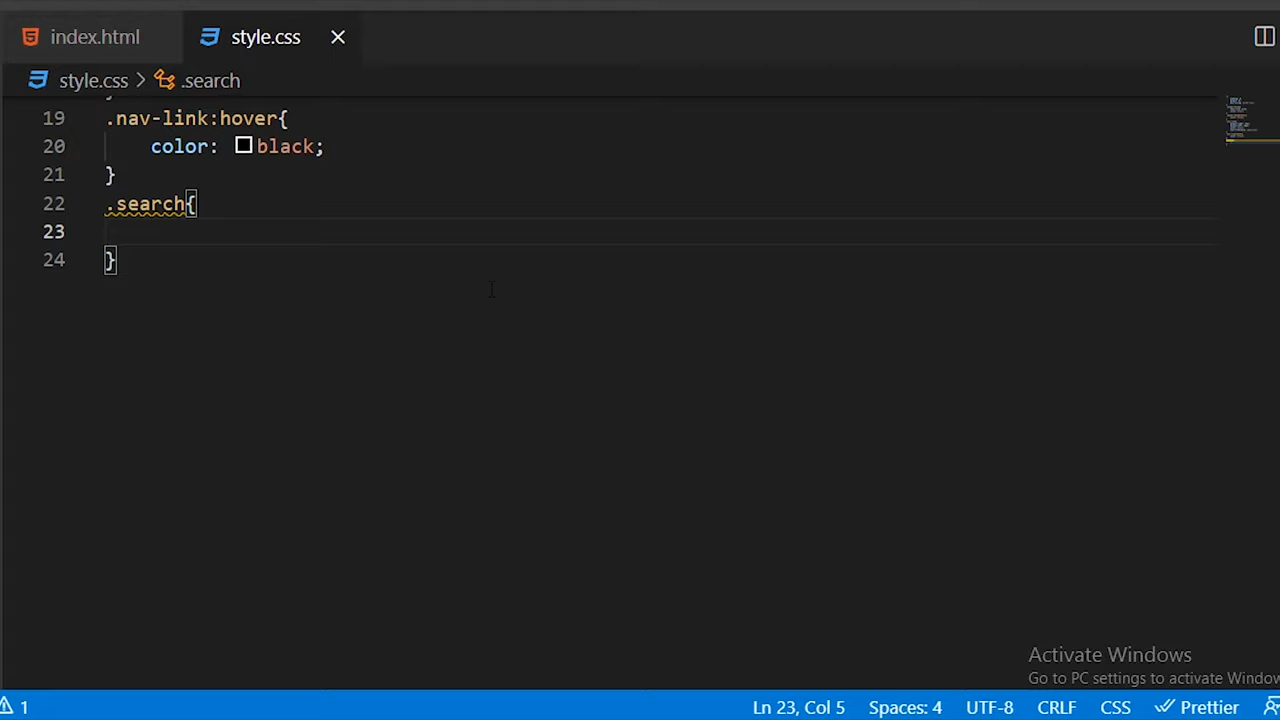 index.html style.css
style.css > .search
19 .nav-link:hover{
20 color: black;
21 }
22 .search{
23
24 }
Activate Windows
Go to PC settings to activate Window
1 Ln 23, Col 5 Spaces: 4 UTF-8 CRLF CSS Prettier